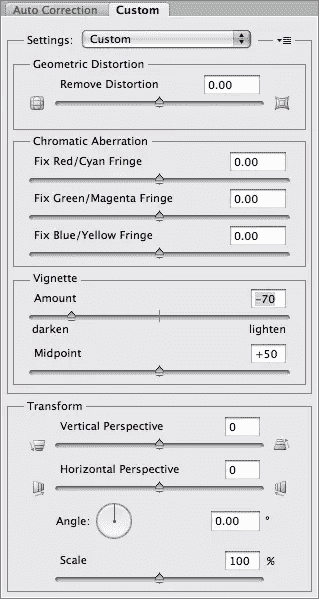 Auto Correction Custom
Settings: Custom
Geometric Distortion
Remove Distortion 0.00
Chromatic Aberration
Fix Red/Cyan Fringe 0.00
Fix Green/Magenta Fringe 0.00
Fix Blue/Yellow Fringe 0.00
Vignette
Amount -70
darken lighten
Midpoint +50
Transform
Vertical Perspective 0
Horizontal Perspective 0
Angle: 0.00 °
Scale 100 %